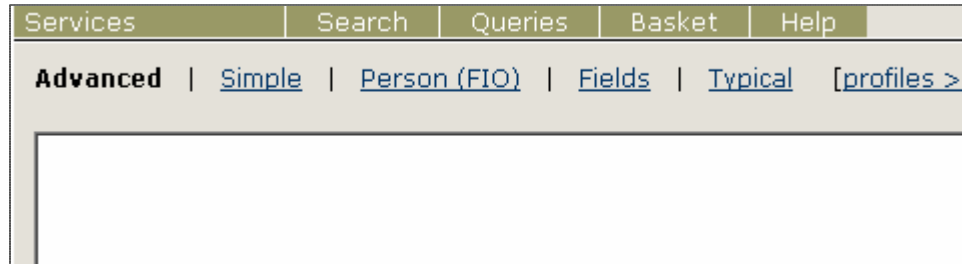 Services Search Queries Basket Help
Advanced | Simple | Person (FIO) | Fields | Typical [profiles >